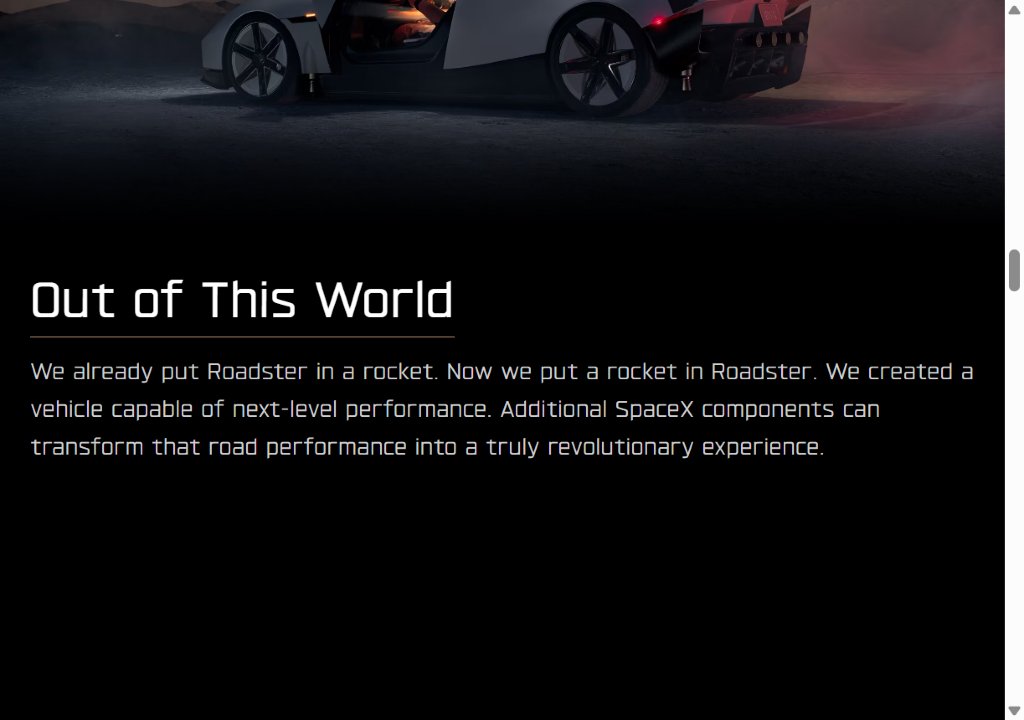 Out of This World
We already put Roadster in a rocket. Now we put a rocket in Roadster. We created a
vehicle capable of next-level performance. Additional SpaceX components can
transform that road performance into a truly revolutionary experience.